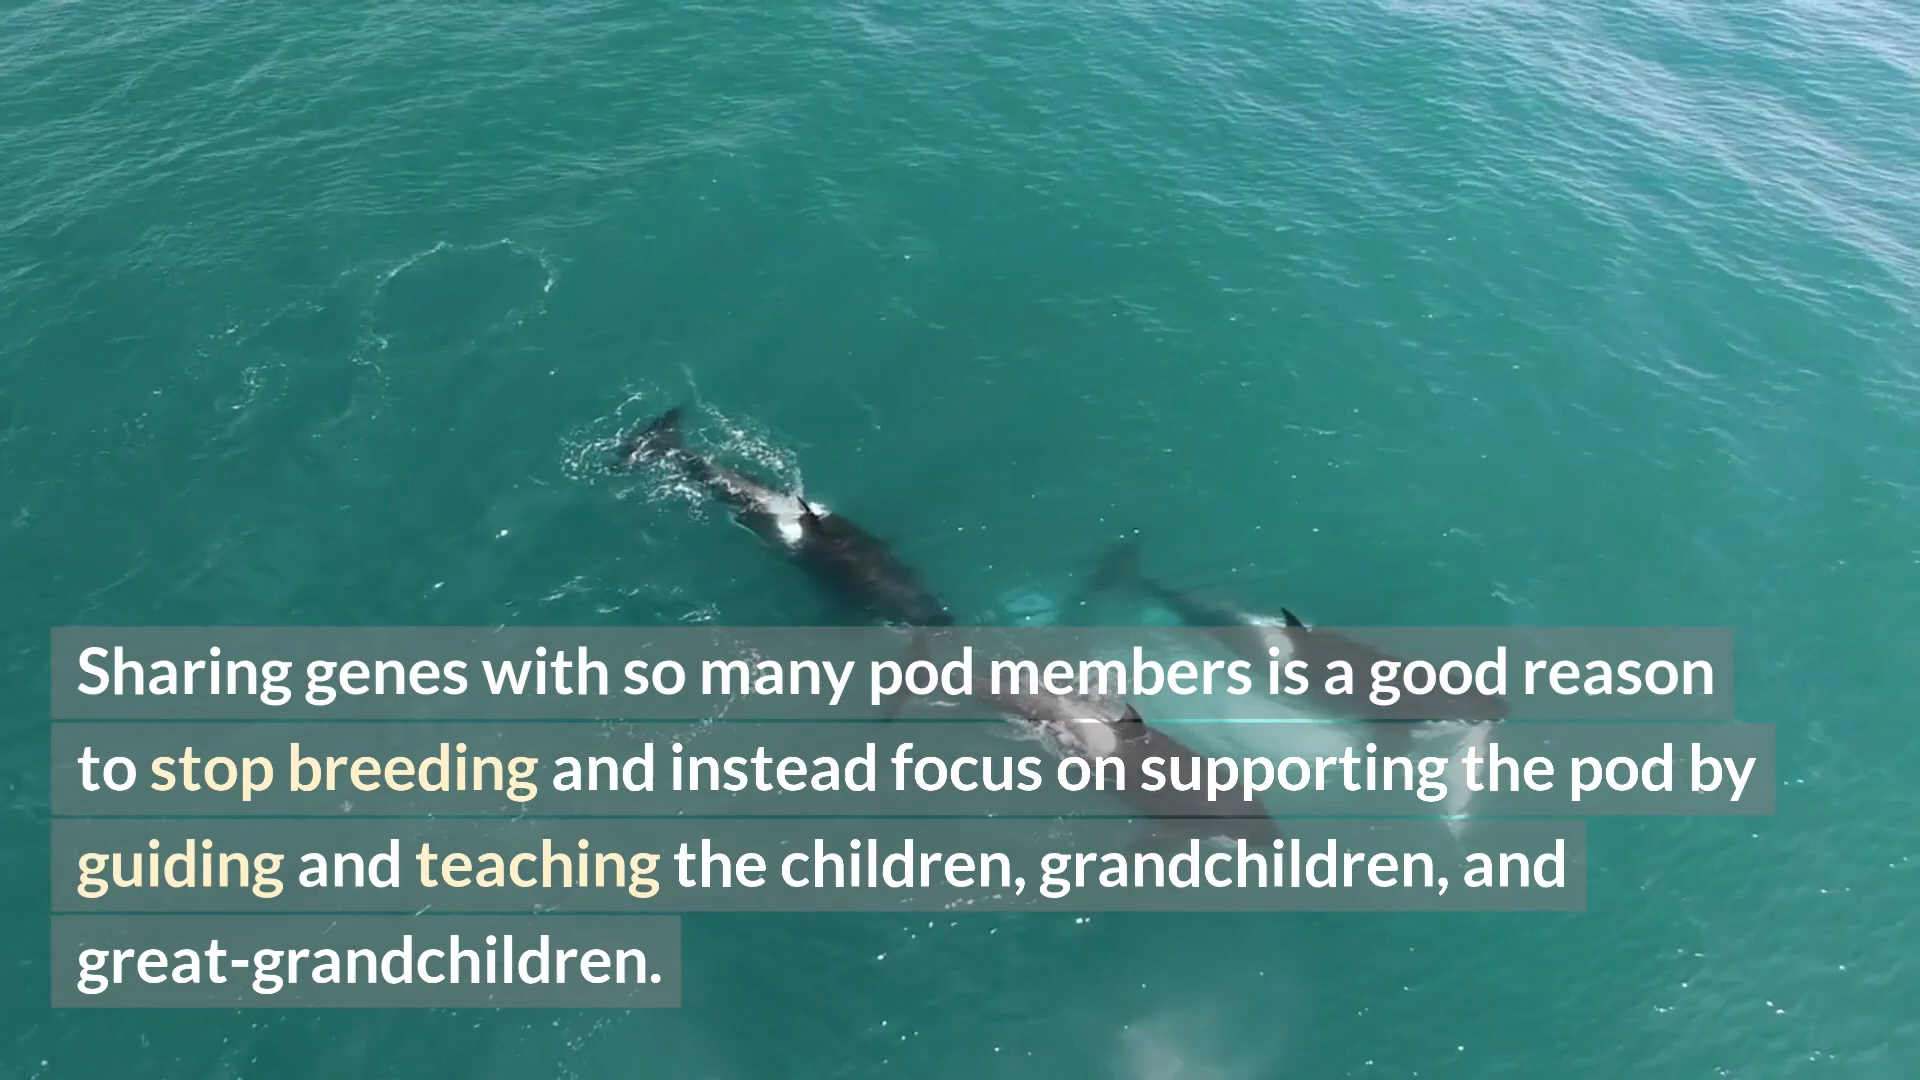 Sharing genes with so many pod members is a good reason
to stop breeding and instead focus on supporting the pod by
guiding and teaching the children, grandchildren, and
great-grandchildren.